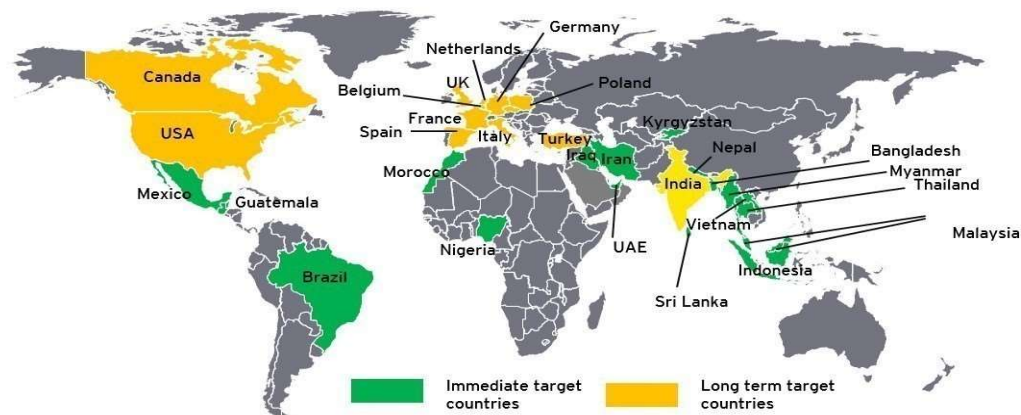 Germany
Netherlands
Canada
UK
Poland
Belgium
France
Kyrgyzstan
USA
Spain
Italy
Turkey
Iraq
Iran
Nepal
Bangladesh
Morocco
Myanmar
India
Thailand
Mexico
Guatemala
Vietnam
Malaysia
Nigeria
UAE
Brazil
Indonesia
Sri Lanka
Immediate target
countries
Long term target
countries